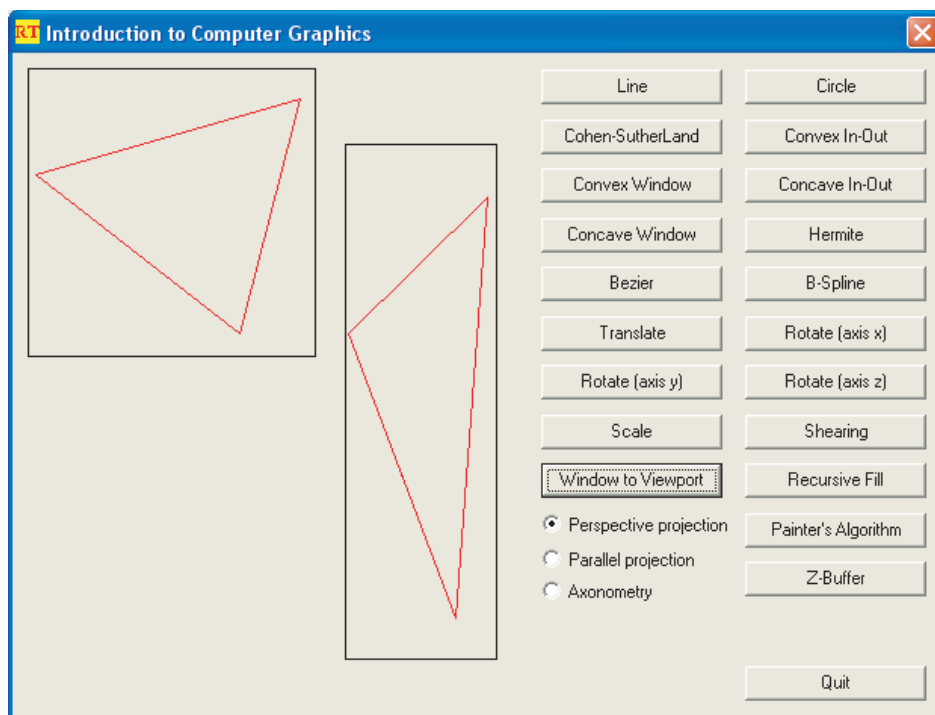 RT Introduction to Computer Graphics
Line Circle
Cohen-SutherLand Convex In-Out
Convex Window Concave In-Out
Concave Window Hermite
Bezier B-Spline
Translate Rotate (axis x)
Rotate (axis y) Rotate (axis z)
Scale Shearing
Window to Viewport Recursive Fill
Perspective projection Painter's Algorithm
Parallel projection
Z-Buffer
Axonometry
Quit